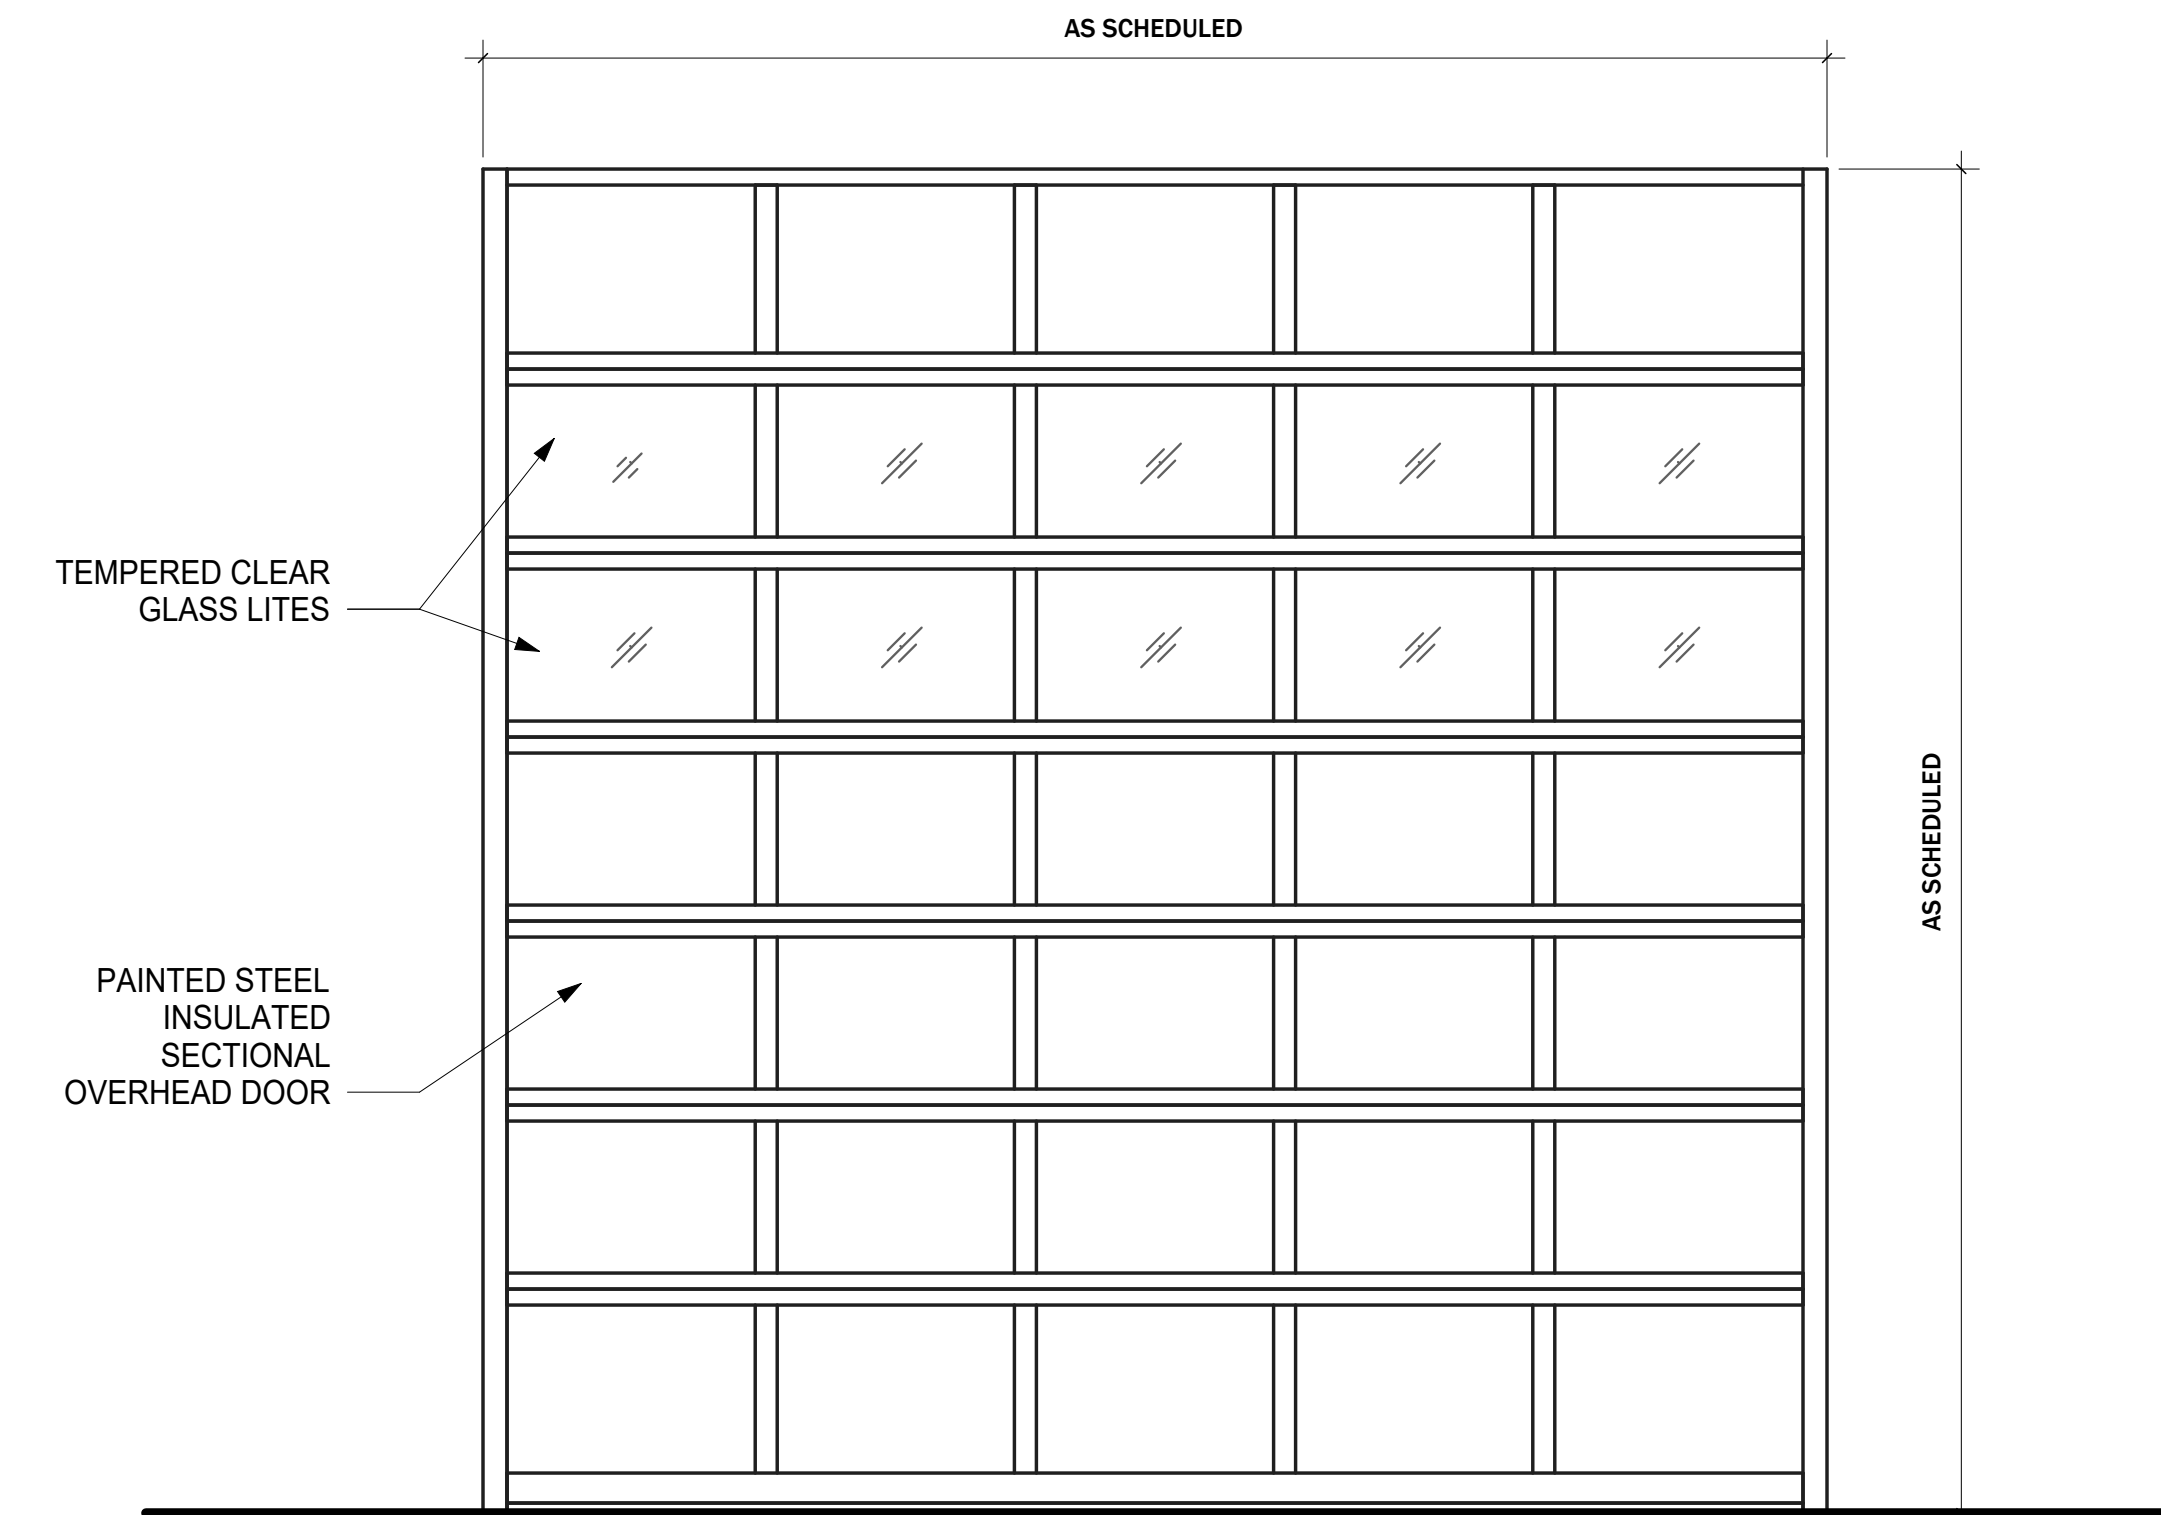 AS SCHEDULED
TEMPERED CLEAR
GLASS LITES
AS SCHEDULED
PAINTED STEEL
INSULATED
SECTIONAL
OVERHEAD DOOR